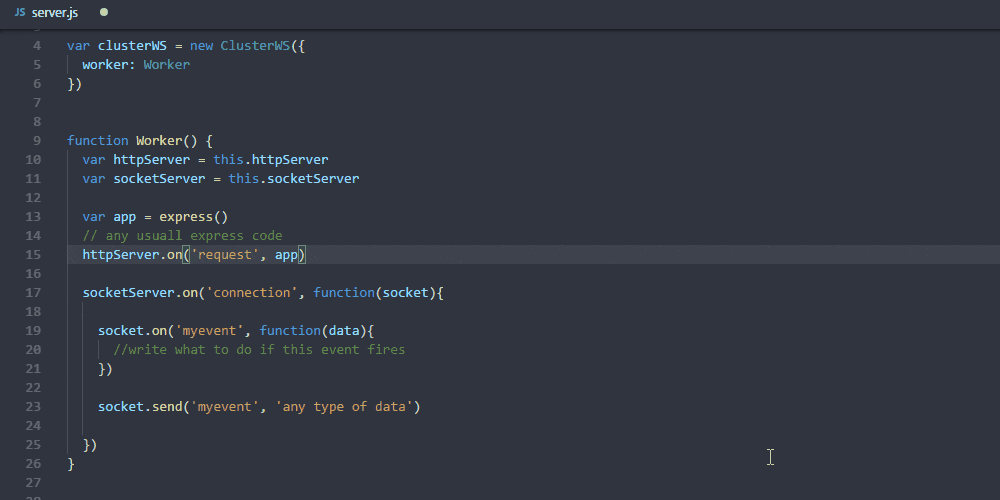 JS server.js
4 var clusterWS = new ClusterWS({
5 worker: Worker
6 })
7
8
9 function Worker() {
10 var httpServer = this.httpServer
11 var socketServer = this.socketServer
12
13 var app = express()
14 // any usuall express code
15 httpServer.on('request', app)
16
17 socketServer.on('connection', function(socket){
18
19 socket.on('myevent', function(data){
20 //write what to do if this event fires
21 })
22
23 socket.send('myevent', 'any type of data')
24
25 })
26 }
27